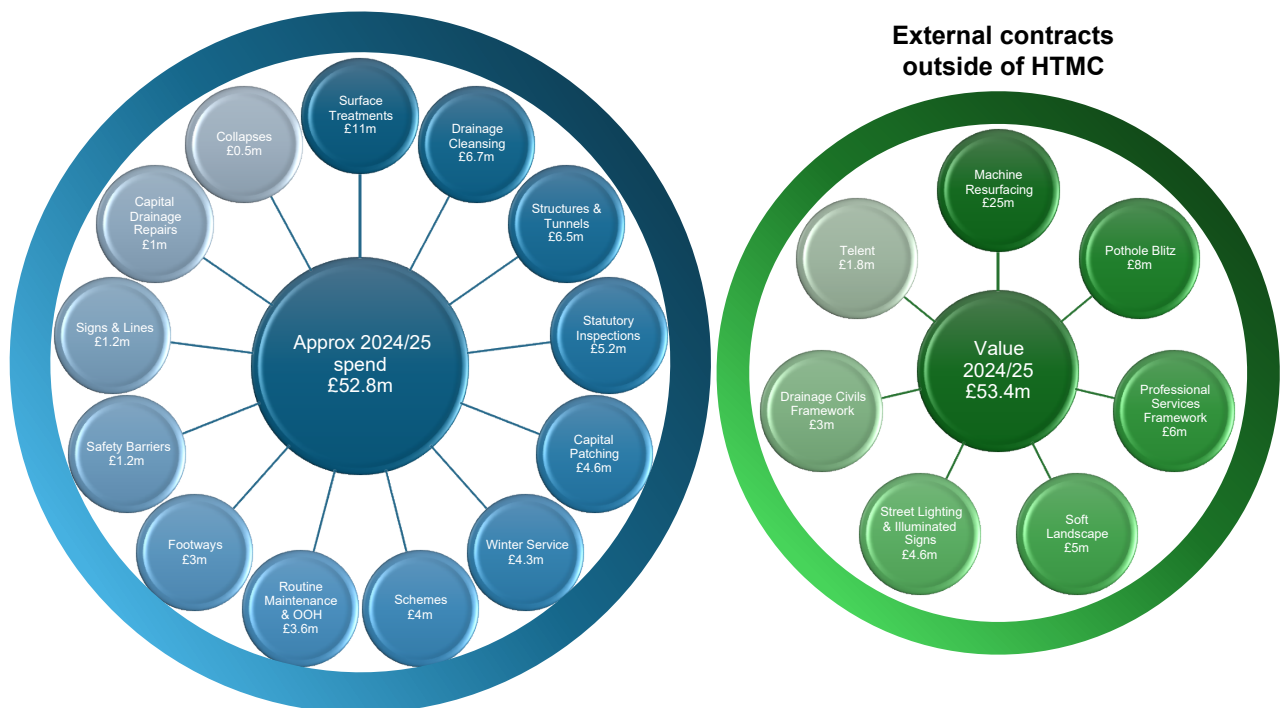 Surface
Treatments
£11m
Drainage
Cleansing
£6.7m
Structures &
Tunnels
£6.5m
Statutory
Inspections
£5.2m
Capital
Patching
£4.6m
Winter Service
£4.3m
Schemes
£4m
Routine
Maintenance
& OOH
£3.6m
Footways
£3m
Safety Barriers
£1.2m
Signs & Lines
£1.2m
Capital
Drainage
Repairs
£1m
Collapses
£0.5m
Approx 2024/25
spend
£52.8m
External contracts
outside of HTMC
Machine
Resurfacing
£25m
Pothole Blitz
£8m
Professional
Services
Framework
£6m
Soft
Landscape
£5m
Street Lighting
& Illuminated
Signs
£4.6m
Drainage Civils
Framework
£3m
Telent
£1.8m
Value
2024/25
£53.4m